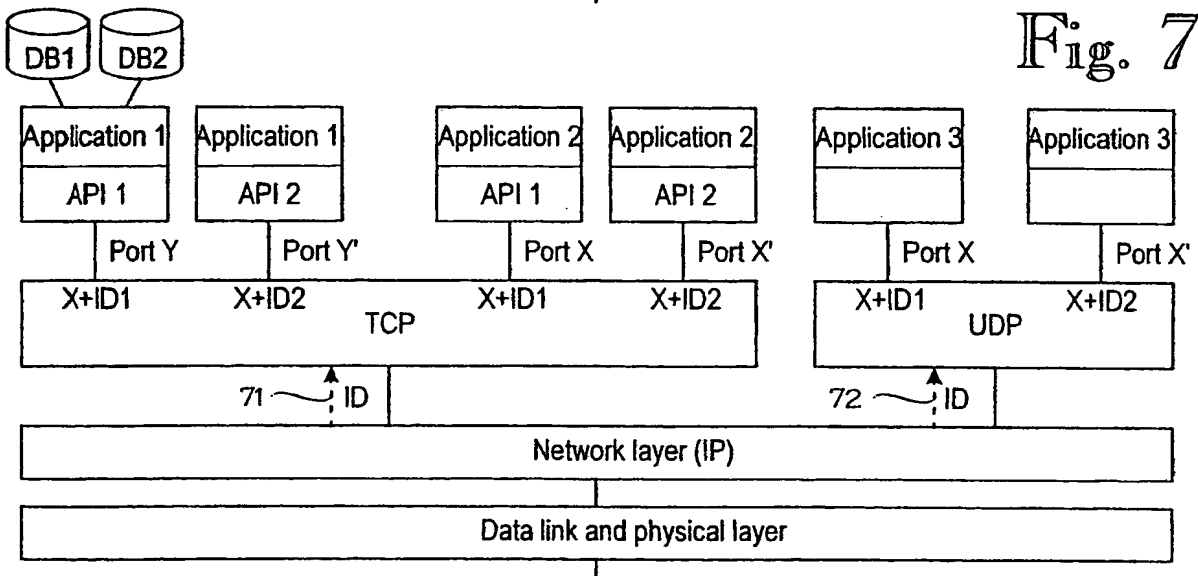 Fig. 7
DB1 DB2
Application 1 Application 1 Application 2 Application 2 Application 3 Application 3
API 1 API 2 API 1 API 2
Port Y Port Y' Port X Port X' Port X Port X'
X+ID1 X+ID2 X+ID1 X+ID2 X+ID1 X+ID2
TCP UDP
71 ID 72 ID
Network layer (IP)
Data link and physical layer